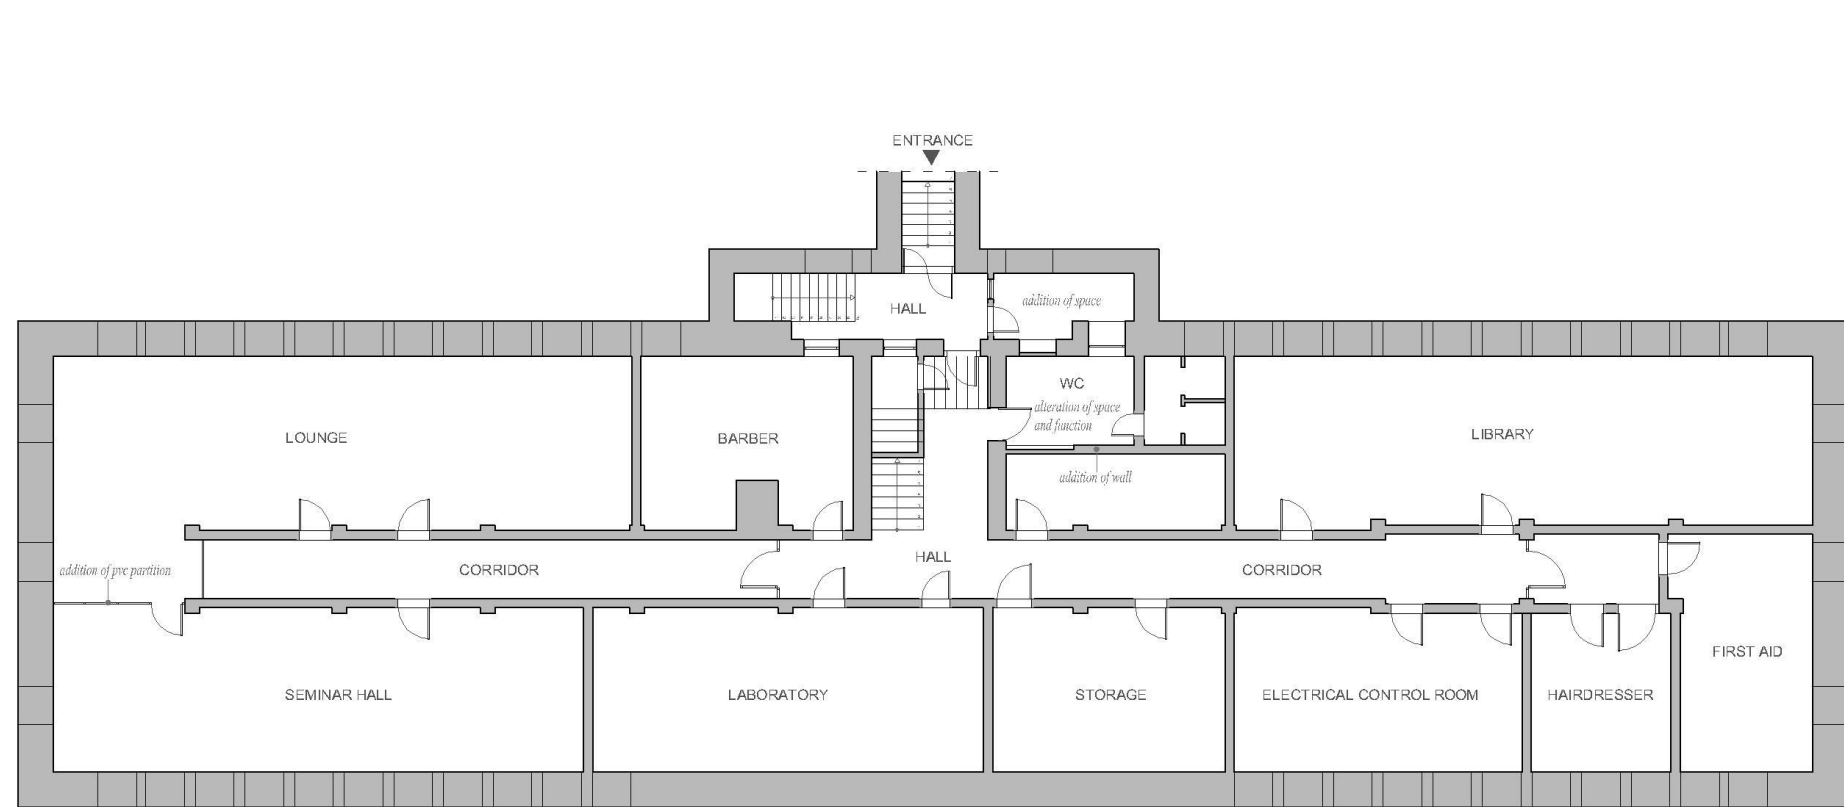 ENTRANCE
HALL
addition of space
WC
alteration of space
and function
LOUNGE
BARBER
LIBRARY
addition of wall
HALL
addition of pvc partition
CORRIDOR
CORRIDOR
FIRST AID
SEMINAR HALL
LABORATORY
STORAGE
ELECTRICAL CONTROL ROOM
HAIRDRESSER